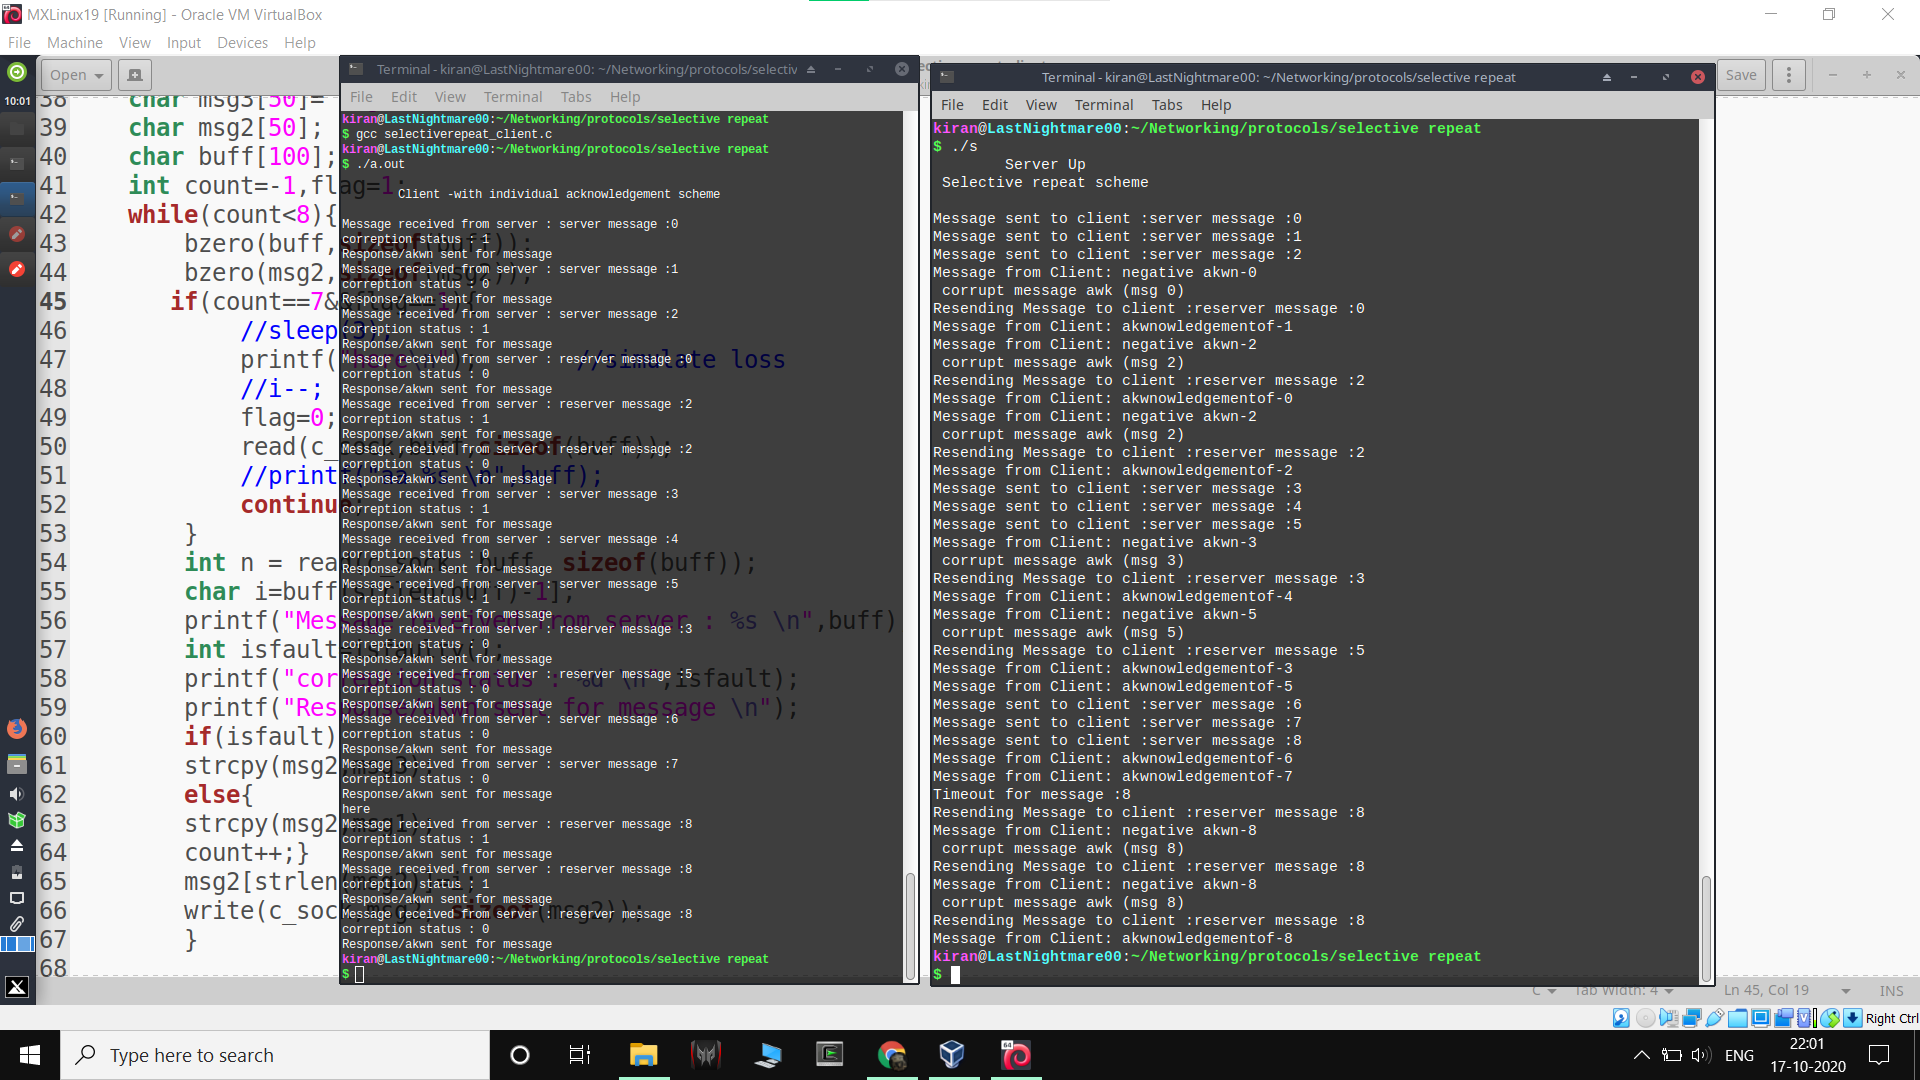 MXLinux19 [Running] - Oracle VM VirtualBox
File Machine View Input Devices Help
Open
Save
10:01
38 char msg3[50]=
39 char msg2[50];
40 char buff[100];
41 int count=-1,flag=1;
42 while(count<8){
43 bzero(buff,sizeof(buff));
44 bzero(msg2,sizeof(msg2));
45 if(count==7&&flag==1){
46 //sleep(3);
47 printf("here\n"); //simulate loss
48 //i--;
49 flag=0;
50 read(c_sock,buff,sizeof(buff));
51 //printf("aa %s \n",buff);
52 continue;
53 }
54 int n = read(c_sock, buff, sizeof(buff));
55 char i=buff[strlen(buff)-1];
56 printf("Message received from server : %s \n",buff)
57 int isfault=isfaulty();
58 printf("correption status : %d \n",isfault);
59 printf("Response/akwn sent for message \n");
60 if(isfault)
61 strcpy(msg2,msg3);
62 else{
63 strcpy(msg2,msg1);
64 count++;}
65 msg2[strlen(msg2)]=i;
66 write(c_sock,msg2, sizeof(msg2));
67 }
68
Terminal - kiran@LastNightmare00: ~/Networking/protocols/selectiv
File Edit View Terminal Tabs Help
kiran@LastNightmare00:~/Networking/protocols/selective repeat
$ gcc selectiverepeat_client.c
kiran@LastNightmare00:~/Networking/protocols/selective repeat
$ ./a.out
Client -with individual acknowledgement scheme
Message received from server : server message :0
correption status : 1
Response/akwn sent for message
Message received from server : server message :1
correption status : 0
Response/akwn sent for message
Message received from server : server message :2
correption status : 1
Response/akwn sent for message
Message received from server : reserver message :0
correption status : 0
Response/akwn sent for message
Message received from server : reserver message :2
correption status : 1
Response/akwn sent for message
Message received from server : reserver message :2
correption status : 0
Response/akwn sent for message
Message received from server : server message :3
correption status : 1
Response/akwn sent for message
Message received from server : server message :4
correption status : 0
Response/akwn sent for message
Message received from server : server message :5
correption status : 1
Response/akwn sent for message
Message received from server : reserver message :3
correption status : 0
Response/akwn sent for message
Message received from server : reserver message :5
correption status : 0
Response/akwn sent for message
Message received from server : server message :6
correption status : 0
Response/akwn sent for message
Message received from server : server message :7
correption status : 0
Response/akwn sent for message
here
Message received from server : reserver message :8
correption status : 1
Response/akwn sent for message
Message received from server : reserver message :8
correption status : 1
Response/akwn sent for message
Message received from server : reserver message :8
correption status : 0
Response/akwn sent for message
kiran@LastNightmare00:~/Networking/protocols/selective repeat
$
Terminal - kiran@LastNightmare00: ~/Networking/protocols/selective repeat
File Edit View Terminal Tabs Help
kiran@LastNightmare00:~/Networking/protocols/selective repeat
$ ./s
Server Up
Selective repeat scheme
Message sent to client :server message :0
Message sent to client :server message :1
Message sent to client :server message :2
Message from Client: negative akwn-0
corrupt message awk (msg 0)
Resending Message to client :reserver message :0
Message from Client: akwnowledgementof-1
Message from Client: negative akwn-2
corrupt message awk (msg 2)
Resending Message to client :reserver message :2
Message from Client: akwnowledgementof-0
Message from Client: negative akwn-2
corrupt message awk (msg 2)
Resending Message to client :reserver message :2
Message from Client: akwnowledgementof-2
Message sent to client :server message :3
Message sent to client :server message :4
Message sent to client :server message :5
Message from Client: negative akwn-3
corrupt message awk (msg 3)
Resending Message to client :reserver message :3
Message from Client: akwnowledgementof-4
Message from Client: negative akwn-5
corrupt message awk (msg 5)
Resending Message to client :reserver message :5
Message from Client: akwnowledgementof-3
Message from Client: akwnowledgementof-5
Message sent to client :server message :6
Message sent to client :server message :7
Message sent to client :server message :8
Message from Client: akwnowledgementof-6
Message from Client: akwnowledgementof-7
Timeout for message :8
Resending Message to client :reserver message :8
Message from Client: negative akwn-8
corrupt message awk (msg 8)
Resending Message to client :reserver message :8
Message from Client: negative akwn-8
corrupt message awk (msg 8)
Resending Message to client :reserver message :8
Message from Client: akwnowledgementof-8
kiran@LastNightmare00:~/Networking/protocols/selective repeat
$
C Tab Width: 4 Ln 45, Col 19 INS
Right Ctrl
Type here to search
ENG
22:01
17-10-2020